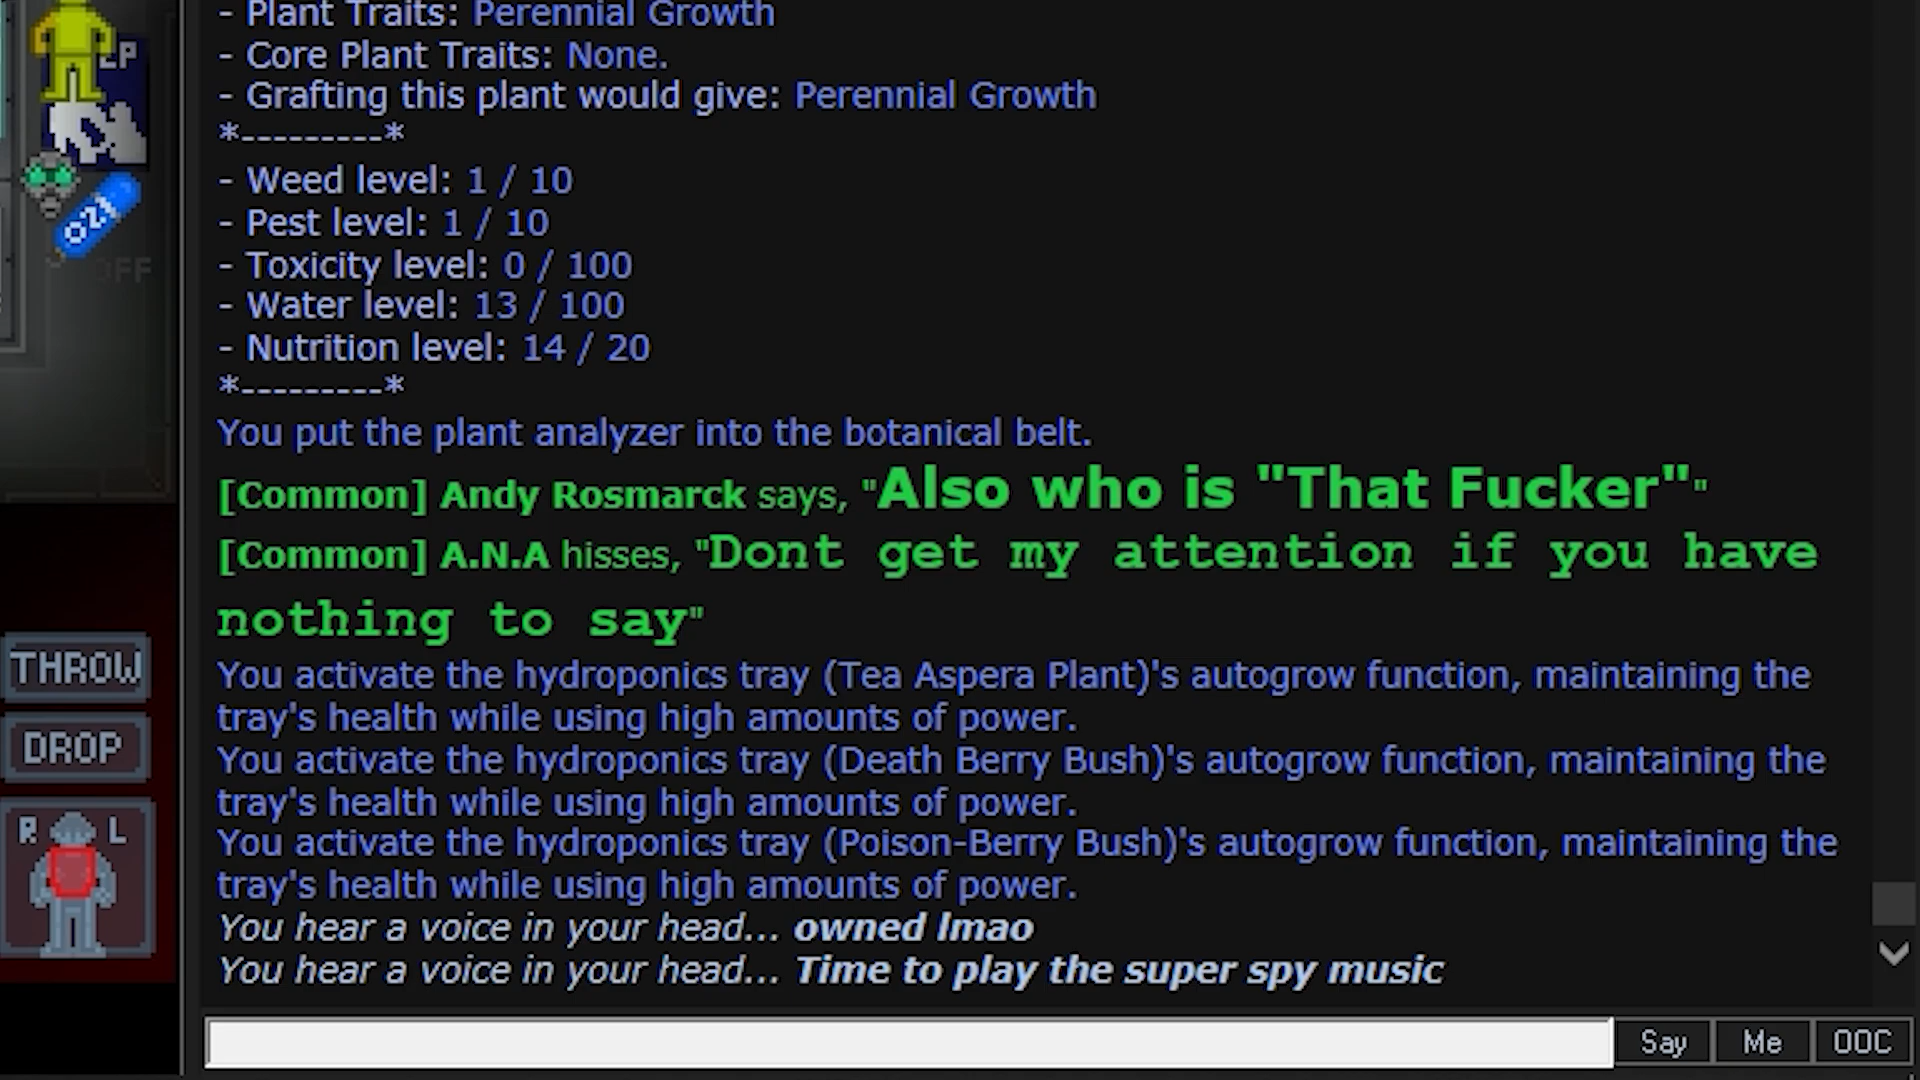 - Plant Traits: Perennial Growth
- Core Plant Traits: None.
- Grafting this plant would give: Perennial Growth
*---------*
- Weed level: 1 / 10
- Pest level: 1 / 10
- Toxicity level: 0 / 100
- Water level: 13 / 100
- Nutrition level: 14 / 20
*---------*
You put the plant analyzer into the botanical belt.
[Common] Andy Rosmarck says, "Also who is "That Fucker""
[Common] A.N.A hisses, "Dont get my attention if you have
nothing to say"
You activate the hydroponics tray (Tea Aspera Plant)'s autogrow function, maintaining the
tray's health while using high amounts of power.
You activate the hydroponics tray (Death Berry Bush)'s autogrow function, maintaining the
tray's health while using high amounts of power.
You activate the hydroponics tray (Poison-Berry Bush)'s autogrow function, maintaining the
tray's health while using high amounts of power.
You hear a voice in your head... owned lmao
You hear a voice in your head... Time to play the super spy music
O21
OFF
THROW
DROP
R L
Say Me OOC